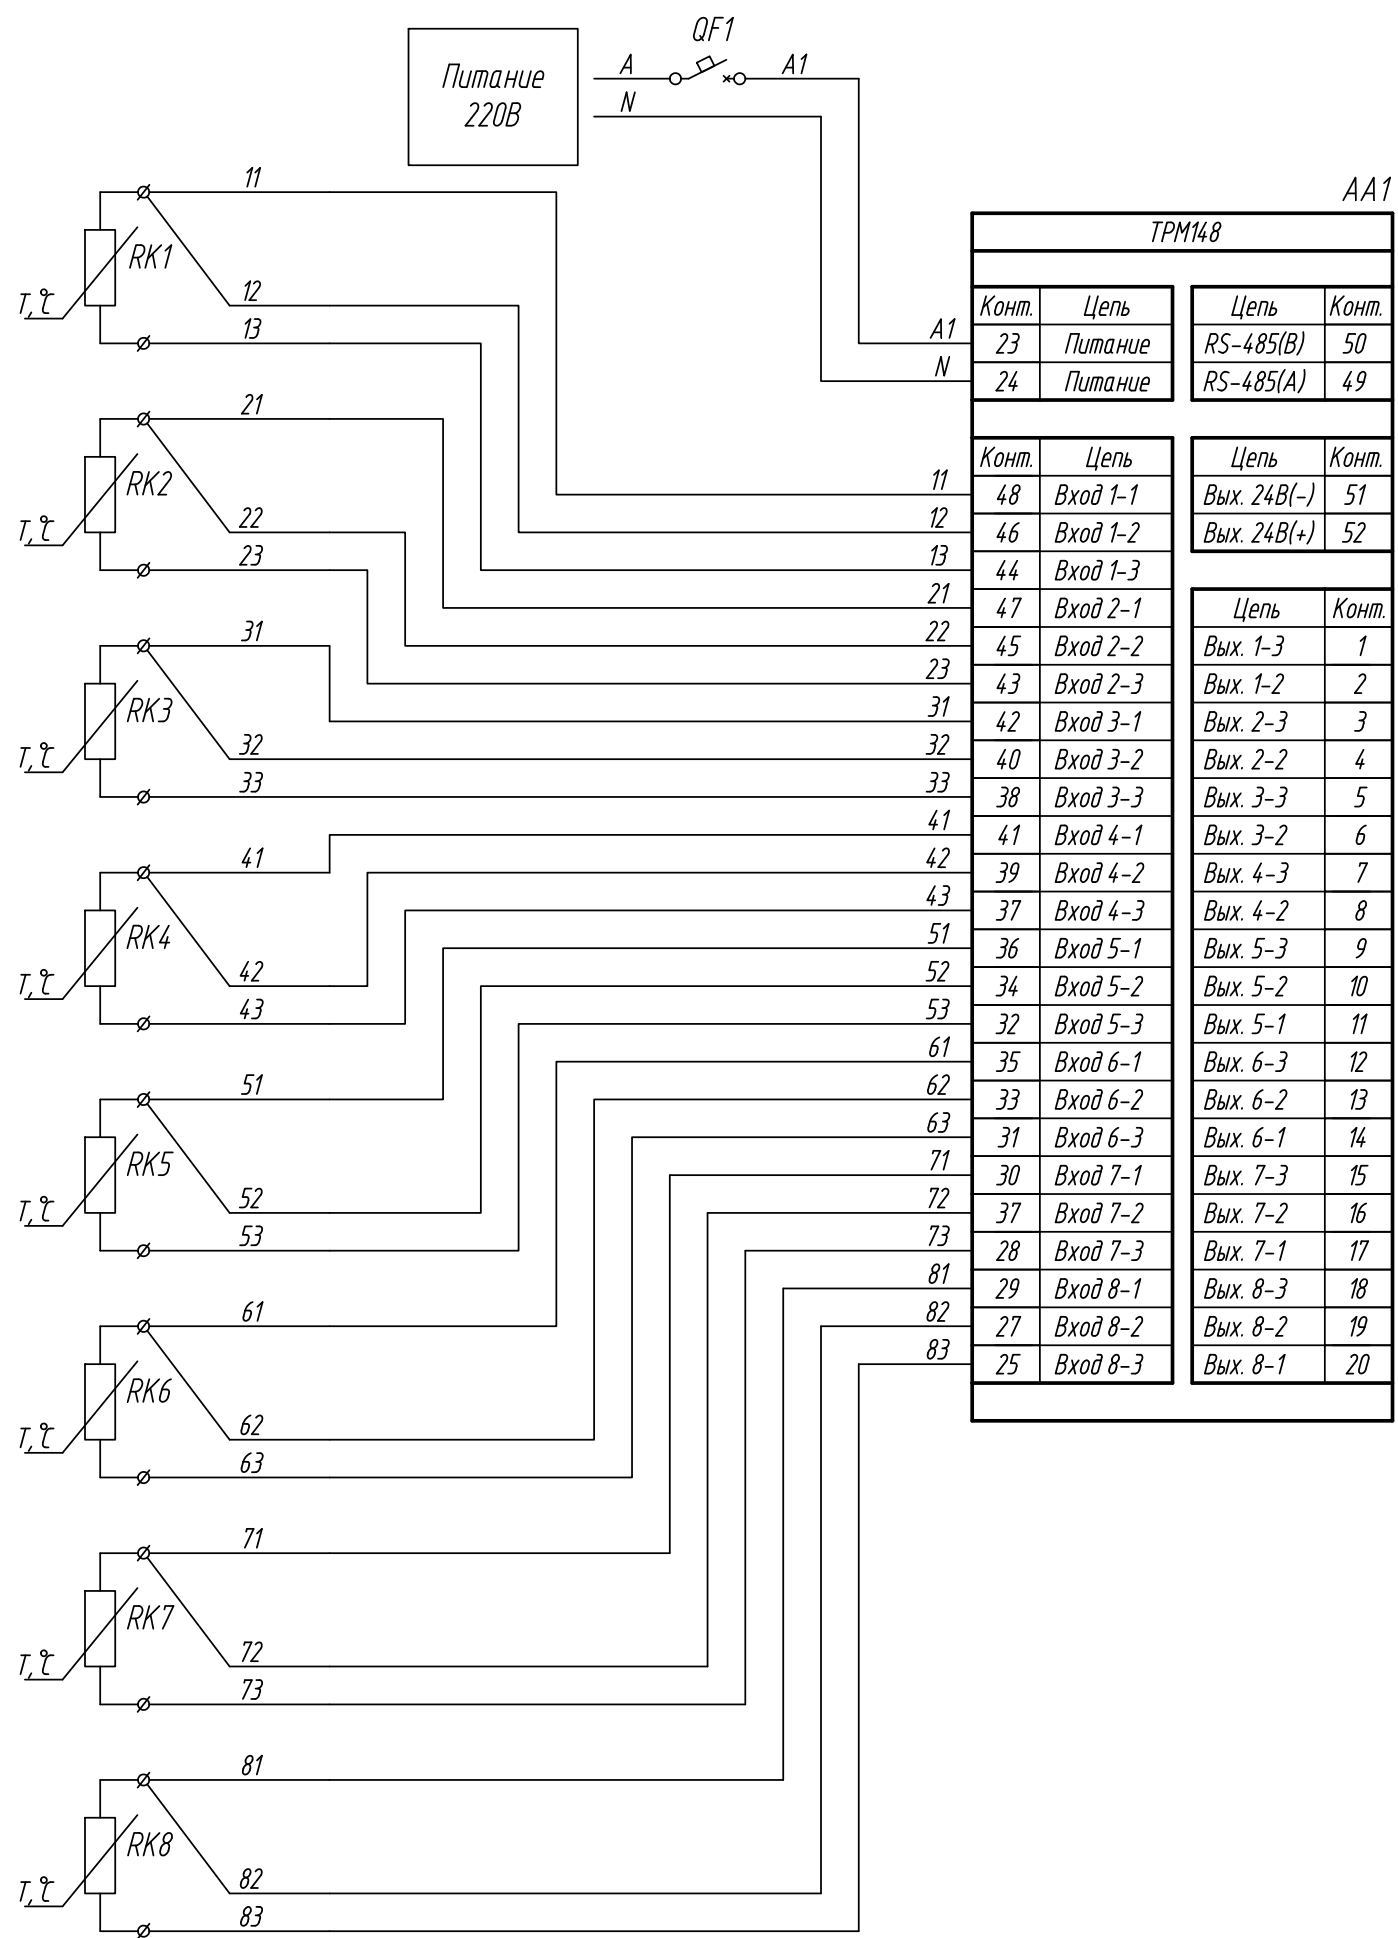 QF1
Питание
220В
A
A1
N
11
RK1
T,°C
12
13
21
RK2
T,°C
22
23
31
RK3
T,°C
32
33
41
RK4
T,°C
42
43
51
RK5
T,°C
52
53
61
RK6
T,°C
62
63
71
RK7
T,°C
72
73
81
RK8
T,°C
82
83
AA1
ТРМ148
Конт. Цепь Цепь Конт.
A1 23 Питание RS-485(B) 50
N 24 Питание RS-485(A) 49
Конт. Цепь Цепь Конт.
11 48 Вход 1-1 Вых. 24В(-) 51
12 46 Вход 1-2 Вых. 24В(+) 52
13 44 Вход 1-3
21 47 Вход 2-1 Цепь Конт.
22 45 Вход 2-2 Вых. 1-3 1
23 43 Вход 2-3 Вых. 1-2 2
31 42 Вход 3-1 Вых. 2-3 3
32 40 Вход 3-2 Вых. 2-2 4
33 38 Вход 3-3 Вых. 3-3 5
41 41 Вход 4-1 Вых. 3-2 6
42 39 Вход 4-2 Вых. 4-3 7
43 37 Вход 4-3 Вых. 4-2 8
51 36 Вход 5-1 Вых. 5-3 9
52 34 Вход 5-2 Вых. 5-2 10
53 32 Вход 5-3 Вых. 5-1 11
61 35 Вход 6-1 Вых. 6-3 12
62 33 Вход 6-2 Вых. 6-2 13
63 31 Вход 6-3 Вых. 6-1 14
71 30 Вход 7-1 Вых. 7-3 15
72 37 Вход 7-2 Вых. 7-2 16
73 28 Вход 7-3 Вых. 7-1 17
81 29 Вход 8-1 Вых. 8-3 18
82 27 Вход 8-2 Вых. 8-2 19
83 25 Вход 8-3 Вых. 8-1 20